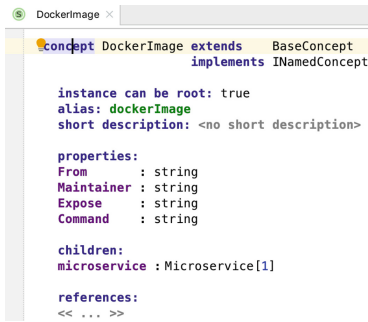 S DockerImage ×
concept DockerImage extends BaseConcept
implements INamedConcept
instance can be root: true
alias: dockerImage
short description: <no short description>
properties:
From : string
Maintainer : string
Expose : string
Command : string
children:
microservice : Microservice[1]
references:
<< ... >>